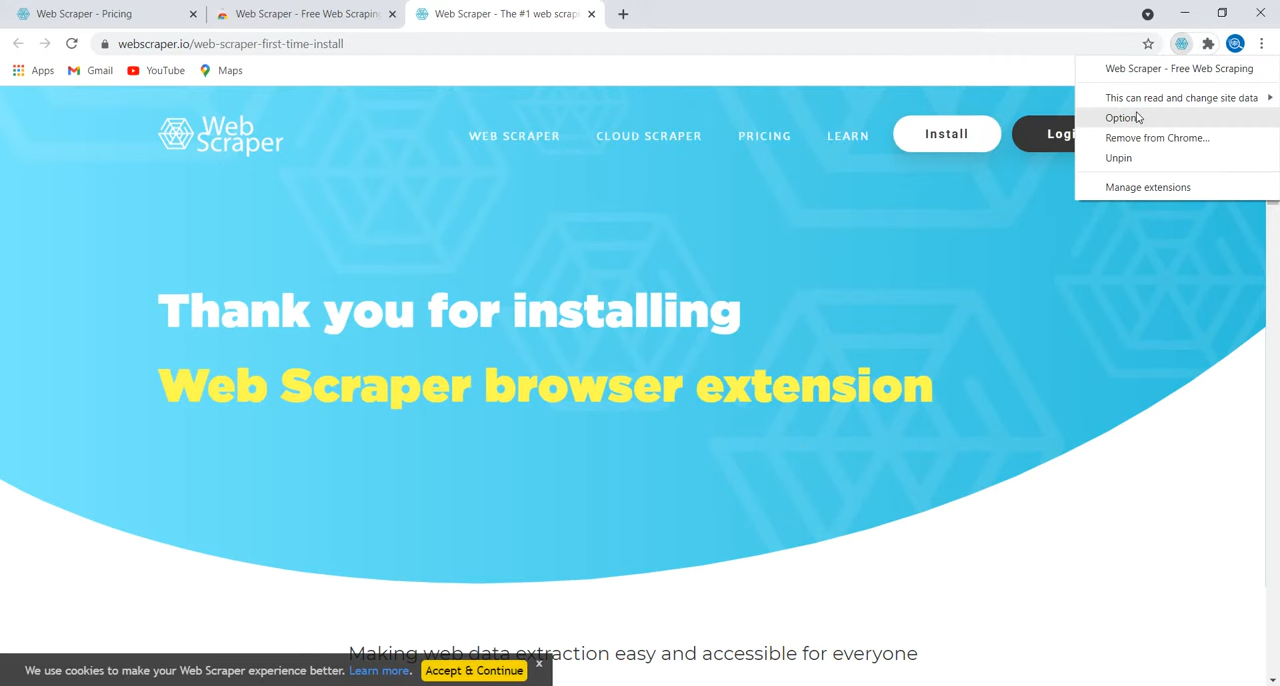 Web Scraper - Pricing
Web Scraper - Free Web Scraping
Web Scraper - The #1 web scrap
webscraper.io/web-scraper-first-time-install
Apps
Gmail
YouTube
Maps
Web Scraper - Free Web Scraping
This can read and change site data
Option
Remove from Chrome...
Unpin
Manage extensions
Web Scraper
WEB SCRAPER
CLOUD SCRAPER
PRICING
LEARN
Install
Logi
Thank you for installing
Web Scraper browser extension
Making web data extraction easy and accessible for everyone
We use cookies to make your Web Scraper experience better. Learn more.
Accept & Continue
x